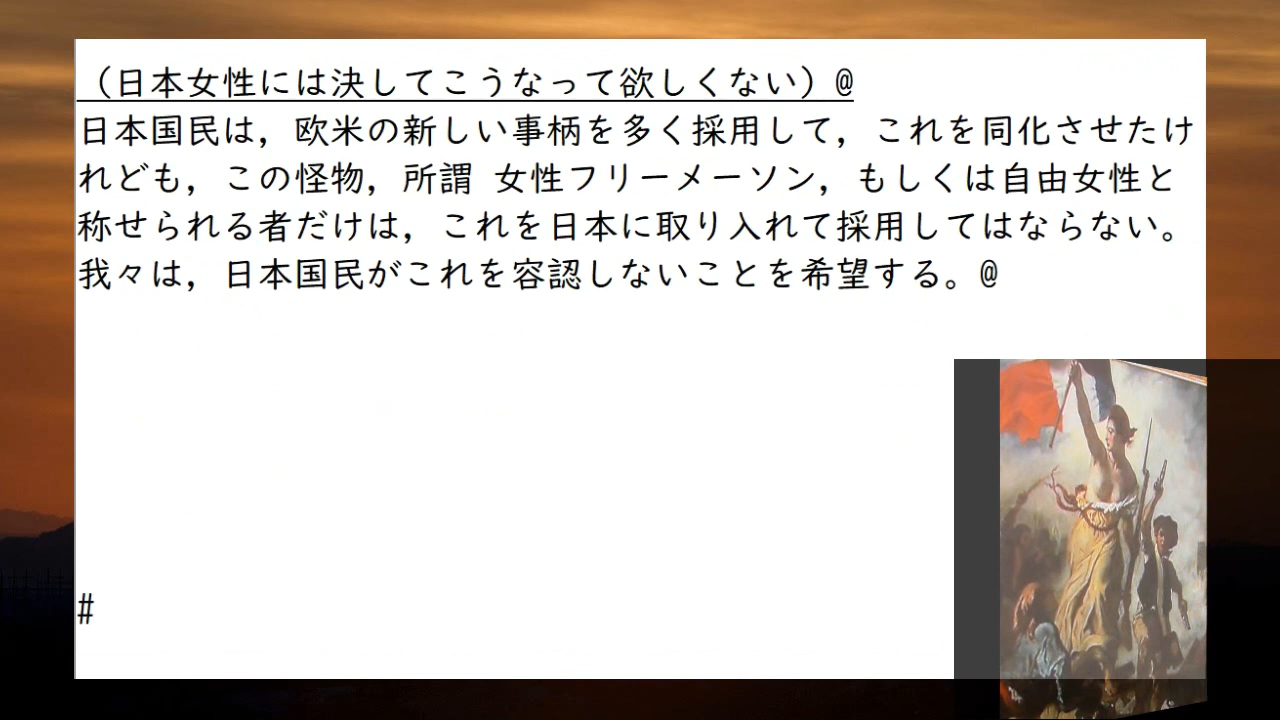 （日本女性には決してこうなって欲しくない）@
日本国民は，欧米の新しい事柄を多く採用して，これを同化させたけ
れども，この怪物，所謂 女性フリーメーソン，もしくは自由女性と
称せられる者だけは，これを日本に取り入れて採用してはならない。
我々は，日本国民がこれを容認しないことを希望する。@
#